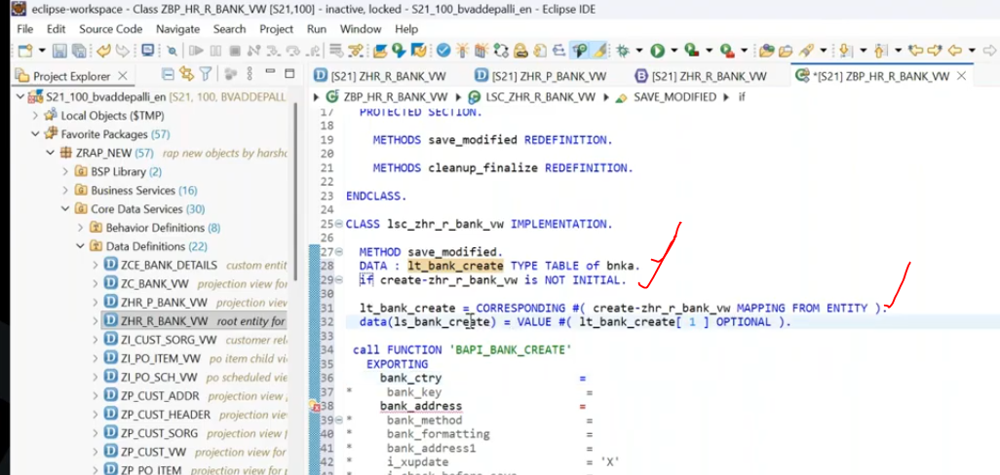 eclipse-workspace - Class ZBP_HR_R_BANK_VW [S21,100] - inactive, locked - S21_100_bvaddepalli_en - Eclipse IDE
File Edit Source Code Navigate Search Project Run Window Help
Project Explorer
[S21] ZHR_R_BANK_VW [S21] ZHR_P_BANK_VW [S21] ZHR_R_BANK_VW *[S21] ZBP_HR_R_BANK_VW
S21_100_bvaddepalli_en [S21, 100, BVADDEPALL
Local Objects ($TMP)
Favorite Packages (57)
ZRAP_NEW (57) rap new objects by harsh
BSP Library (2)
Business Services (16)
Core Data Services (30)
Behavior Definitions (8)
Data Definitions (22)
ZCE_BANK_DETAILS custom entit
ZC_BANK_VW projection view for
ZHR_P_BANK_VW projection view
ZHR_R_BANK_VW root entity for
ZI_CUST_SORG_VW customer rel
ZI_PO_ITEM_VW po item child vi
ZI_PO_SCH_VW po scheduled vi
ZP_CUST_ADDR projection view
ZP_CUST_HEADER projection view
ZP_CUST_SORG projection view f
ZP_CUST_VW projection view for
ZP_PO_ITEM projection view for
ZBP_HR_R_BANK_VW LSC_ZHR_R_BANK_VW SAVE_MODIFIED if
17 PROTECTED SECTION.
18
19 METHODS save_modified REDEFINITION.
20
21 METHODS cleanup_finalize REDEFINITION.
22
23 ENDCLASS.
24
25 CLASS lsc_zhr_r_bank_vw IMPLEMENTATION.
26
27 METHOD save_modified.
28 DATA : lt_bank_create TYPE TABLE of bnka.
29 if create-zhr_r_bank_vw is NOT INITIAL.
30
31 lt_bank_create = CORRESPONDING #( create-zhr_r_bank_vw MAPPING FROM ENTITY ).
32 data(ls_bank_create) = VALUE #( lt_bank_create[ 1 ] OPTIONAL ).
33
34 call FUNCTION 'BAPI_BANK_CREATE'
35 EXPORTING
36 bank_ctry =
37 * bank_key =
38 bank_address =
39 * bank_method =
40 * bank_formatting =
41 * bank_address1 =
42 * i_xupdate = 'X'